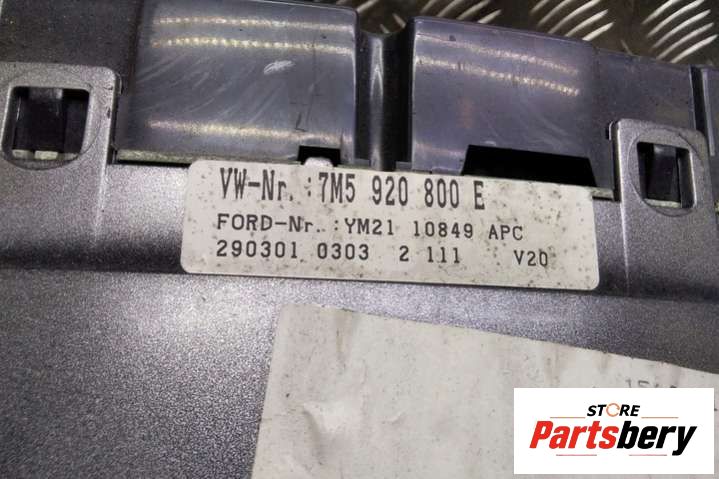 VW-Nr.:7M5 920 800 E
FORD-Nr.:YM21 10849 APC
290301 0303 2 111 V20
STORE
Partsbery